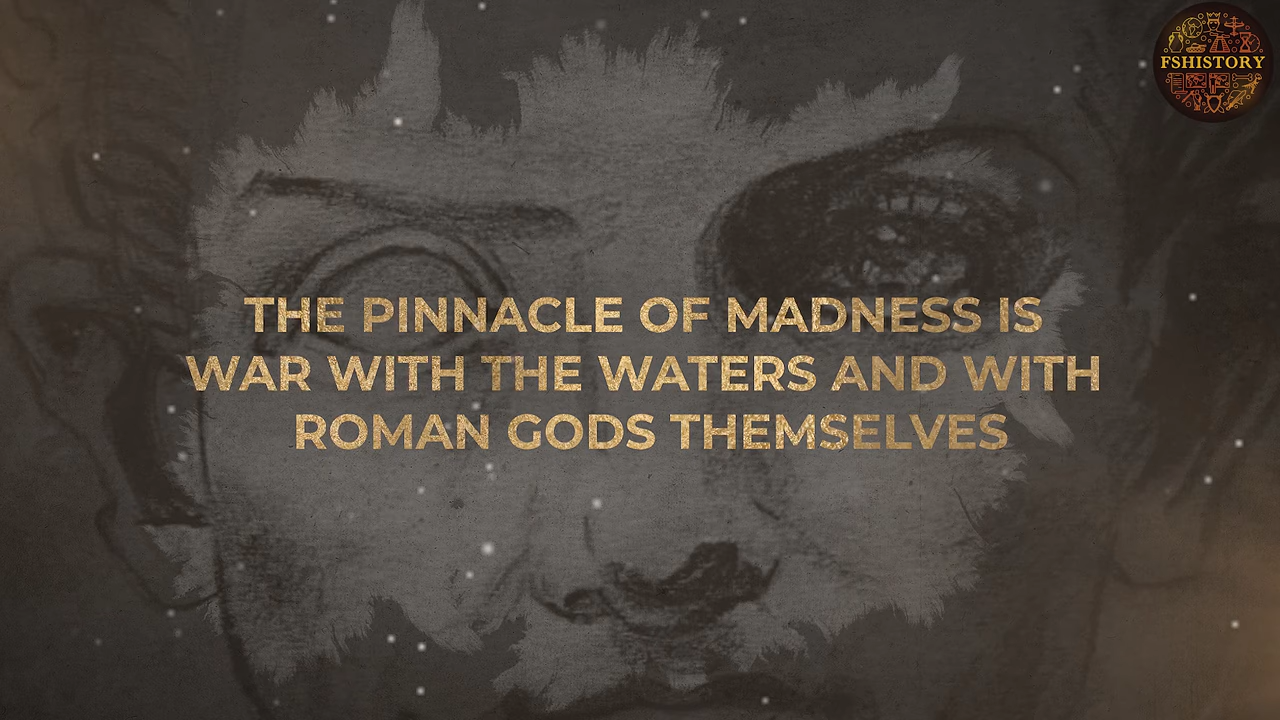 FSHISTORY
THE PINNACLE OF MADNESS IS
WAR WITH THE WATERS AND WITH
ROMAN GODS THEMSELVES